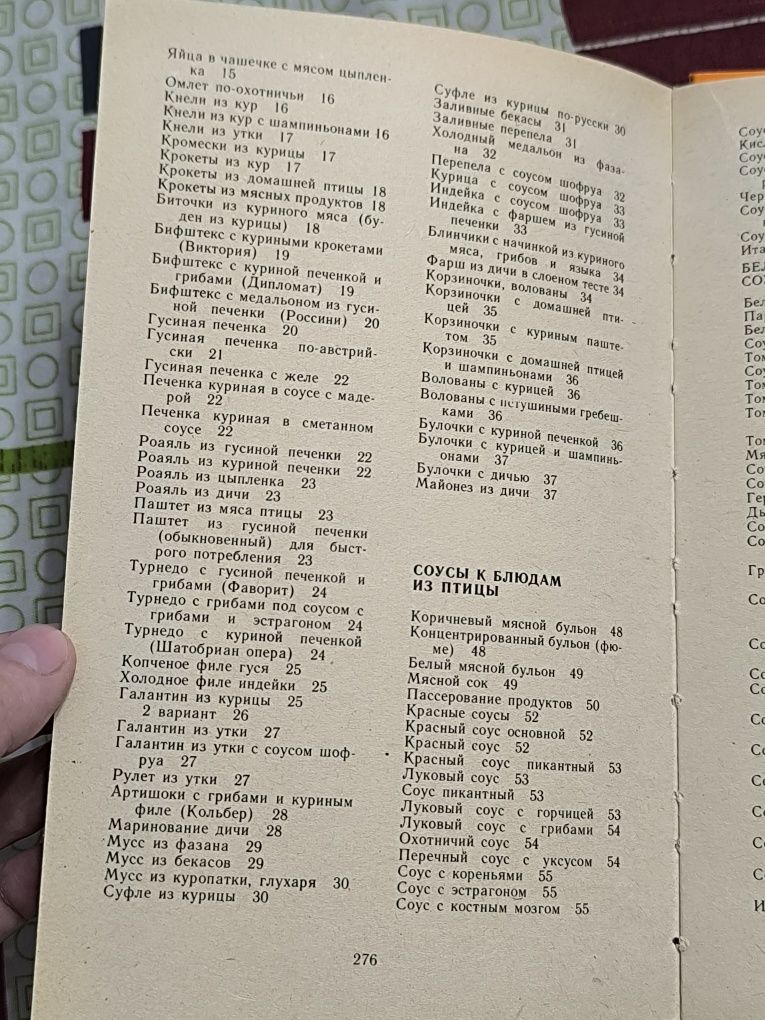 Яйца в чашечке с мясом цыплен-
ка 15
Омлет по-охотничьи 16
Кнели из кур 16
Кнели из кур с шампиньонами 16
Кнели из утки 17
Кромески из курицы 17
Крокеты из кур 17
Крокеты из домашней птицы 18
Крокеты из мясных продуктов 18
Биточки из куриного мяса (бу-
ден из курицы) 18
Бифштекс с куриными крокетами
(Виктория) 19
Бифштекс с куриной печенкой и
грибами (Дипломат) 19
Бифштекс с медальоном из гуси-
ной печенки (Россини) 20
Гусиная печенка 20
Гусиная печенка по-австрий-
ски 21
Гусиная печенка с желе 22
Печенка куриная в соусе с маде-
рой 22
Печенка куриная в сметанном
соусе 22
Роаяль из гусиной печенки 22
Роаяль из куриной печенки 22
Роаяль из цыпленка 23
Роаяль из дичи 23
Паштет из мяса птицы 23
Паштет из гусиной печенки
(обыкновенный) для быст-
рого потребления 23
Турнедо с гусиной печенкой и
грибами (Фаворит) 24
Турнедо с грибами под соусом с
грибами и эстрагоном 24
Турнедо с куриной печенкой
(Шатобриан опера) 24
Копченое филе гуся 25
Холодное филе индейки 25
Галантин из курицы 25
2 вариант 26
Галантин из утки 27
Галантин из утки с соусом шоф-
руа 27
Рулет из утки 27
Артишоки с грибами и куриным
филе (Кольбер) 28
Маринование дичи 28
Мусс из фазана 29
Мусс из бекасов 29
Мусс из куропатки, глухаря 30
Суфле из курицы 30
Суфле из курицы по-русски 30
Заливные бекасы 31
Заливные перепела 31
Холодный медальон из фаза-
на 32
Перепела с соусом шофруа 32
Курица с соусом шофруа 33
Индейка с соусом шофруа 33
Индейка с фаршем из гусиной
печенки 33
Блинчики с начинкой из куриного
мяса, грибов и языка 34
Фарш из дичи в слоеном тесте 34
Корзиночки, волованы 34
Корзиночки с домашней пти-
цей 35
Корзиночки с куриным паште-
том 35
Корзиночки с домашней птицей
и шампиньонами 36
Волованы с курицей 36
Волованы с петушиными гребеш-
ками 36
Булочки с куриной печенкой 36
Булочки с курицей и шампинь-
онами 37
Булочки с дичью 37
Майонез из дичи 37
СОУСЫ К БЛЮДАМ
ИЗ ПТИЦЫ
Коричневый мясной бульон 48
Концентрированный бульон (фю-
ме) 48
Белый мясной бульон 49
Мясной сок 49
Пассерование продуктов 50
Красные соусы 52
Красный соус основной 52
Красный соус 52
Красный соус пикантный 53
Луковый соус 53
Соус пикантный 53
Луковый соус с горчицей 53
Луковый соус с грибами 54
Охотничий соус 54
Перечный соус с уксусом 54
Соус с кореньями 55
Соус с эстрагоном 55
Соус с костным мозгом 55
276